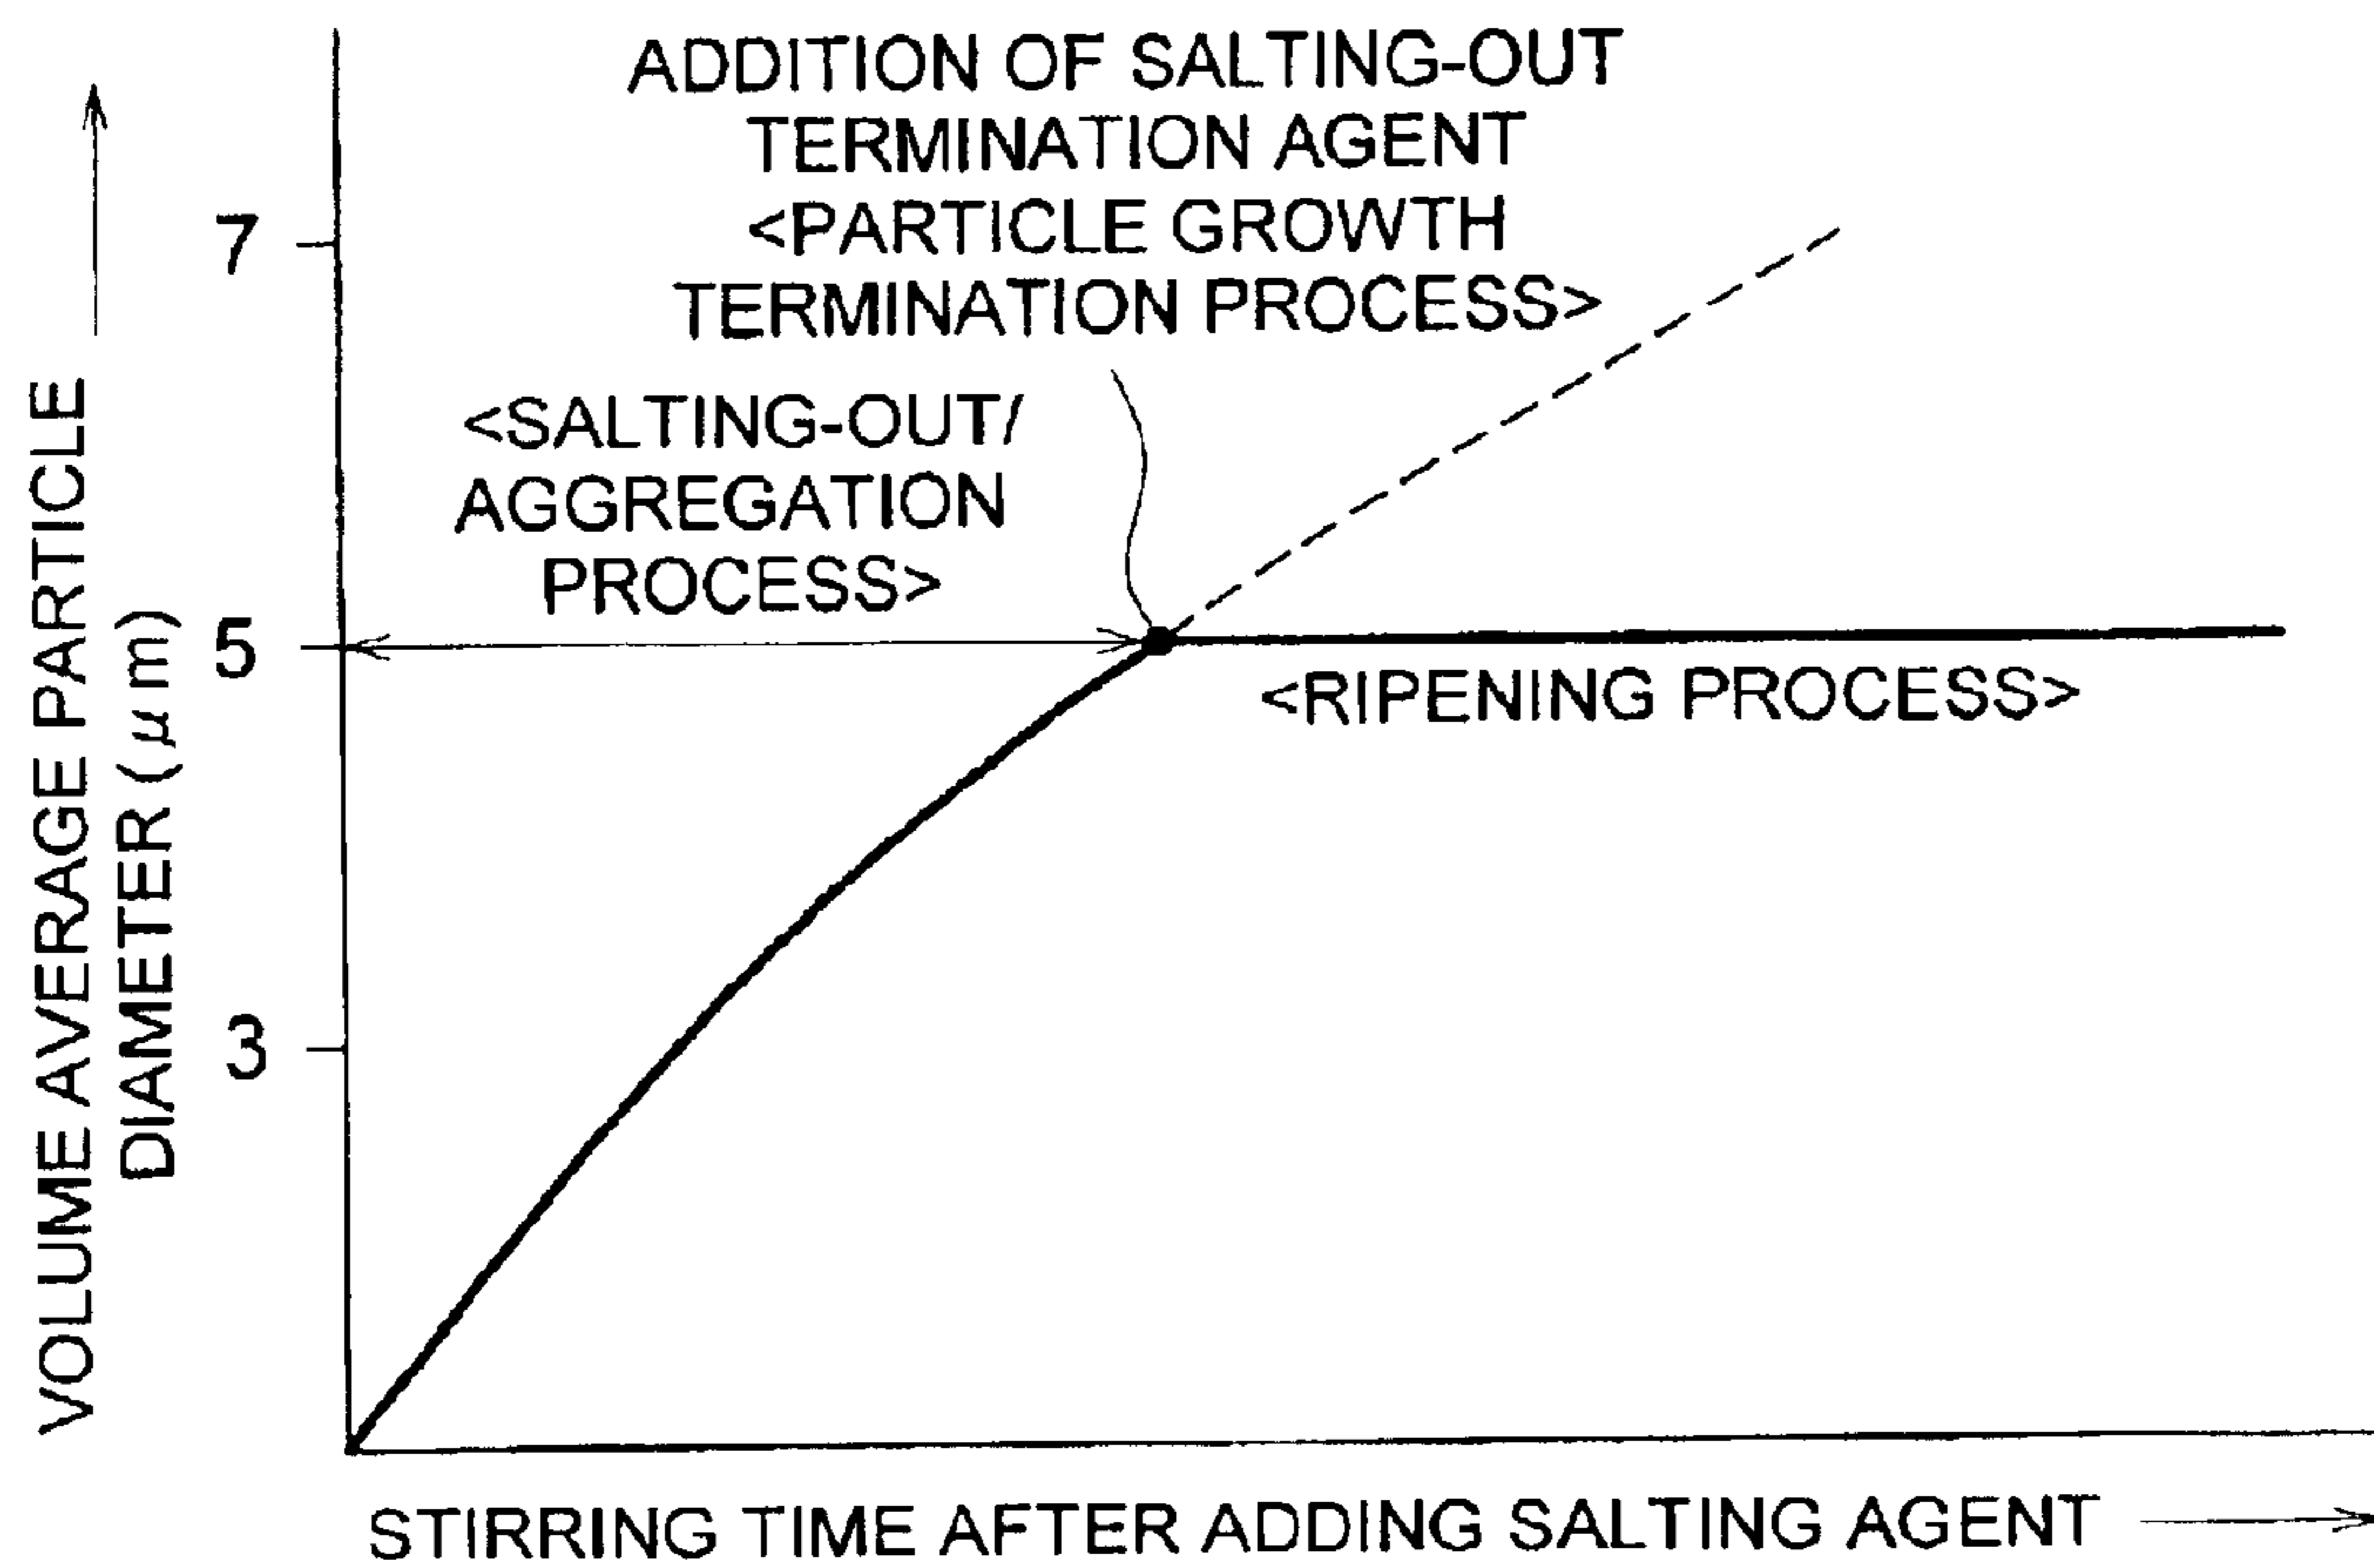 ADDITION OF SALTING-OUT
TERMINATION AGENT
<PARTICLE GROWTH
TERMINATION PROCESS>
<SALTING-OUT/
AGGREGATION
PROCESS>
<RIPENING PROCESS>
7
5
3
VOLUME AVERAGE PARTICLE
DIAMETER (μm)
STIRRING TIME AFTER ADDING SALTING AGENT